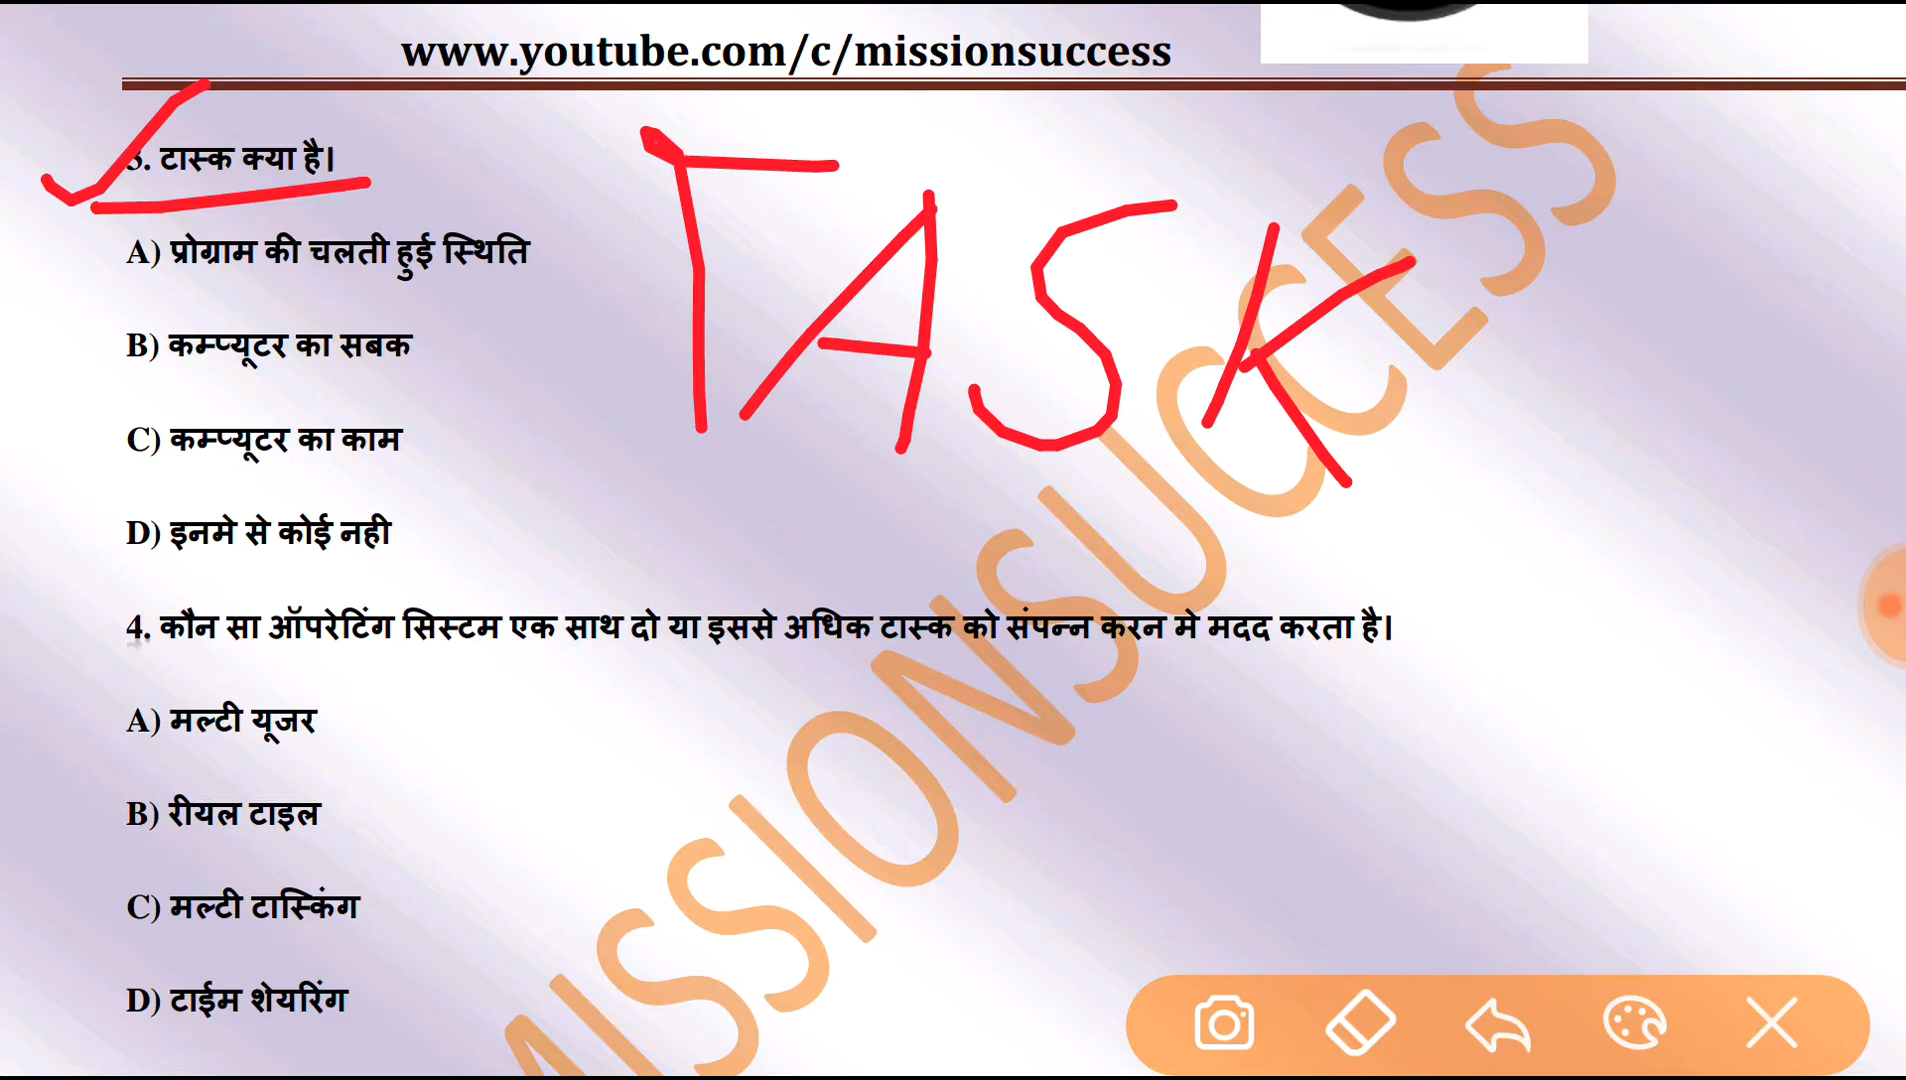 www.youtube.com/c/missionsuccess
3. टास्क क्या है।
TASK
A) प्रोग्राम की चलती हुई स्थिति
B) कम्प्यूटर का सबक
C) कम्प्यूटर का काम
D) इनमे से कोई नही
4. कौन सा ऑपरेटिंग सिस्टम एक साथ दो या इससे अधिक टास्क को संपन्न करन मे मदद करता है।
A) मल्टी यूजर
B) रीयल टाइल
C) मल्टी टास्किंग
D) टाईम शेयरिंग
MISSIONSUCCESS